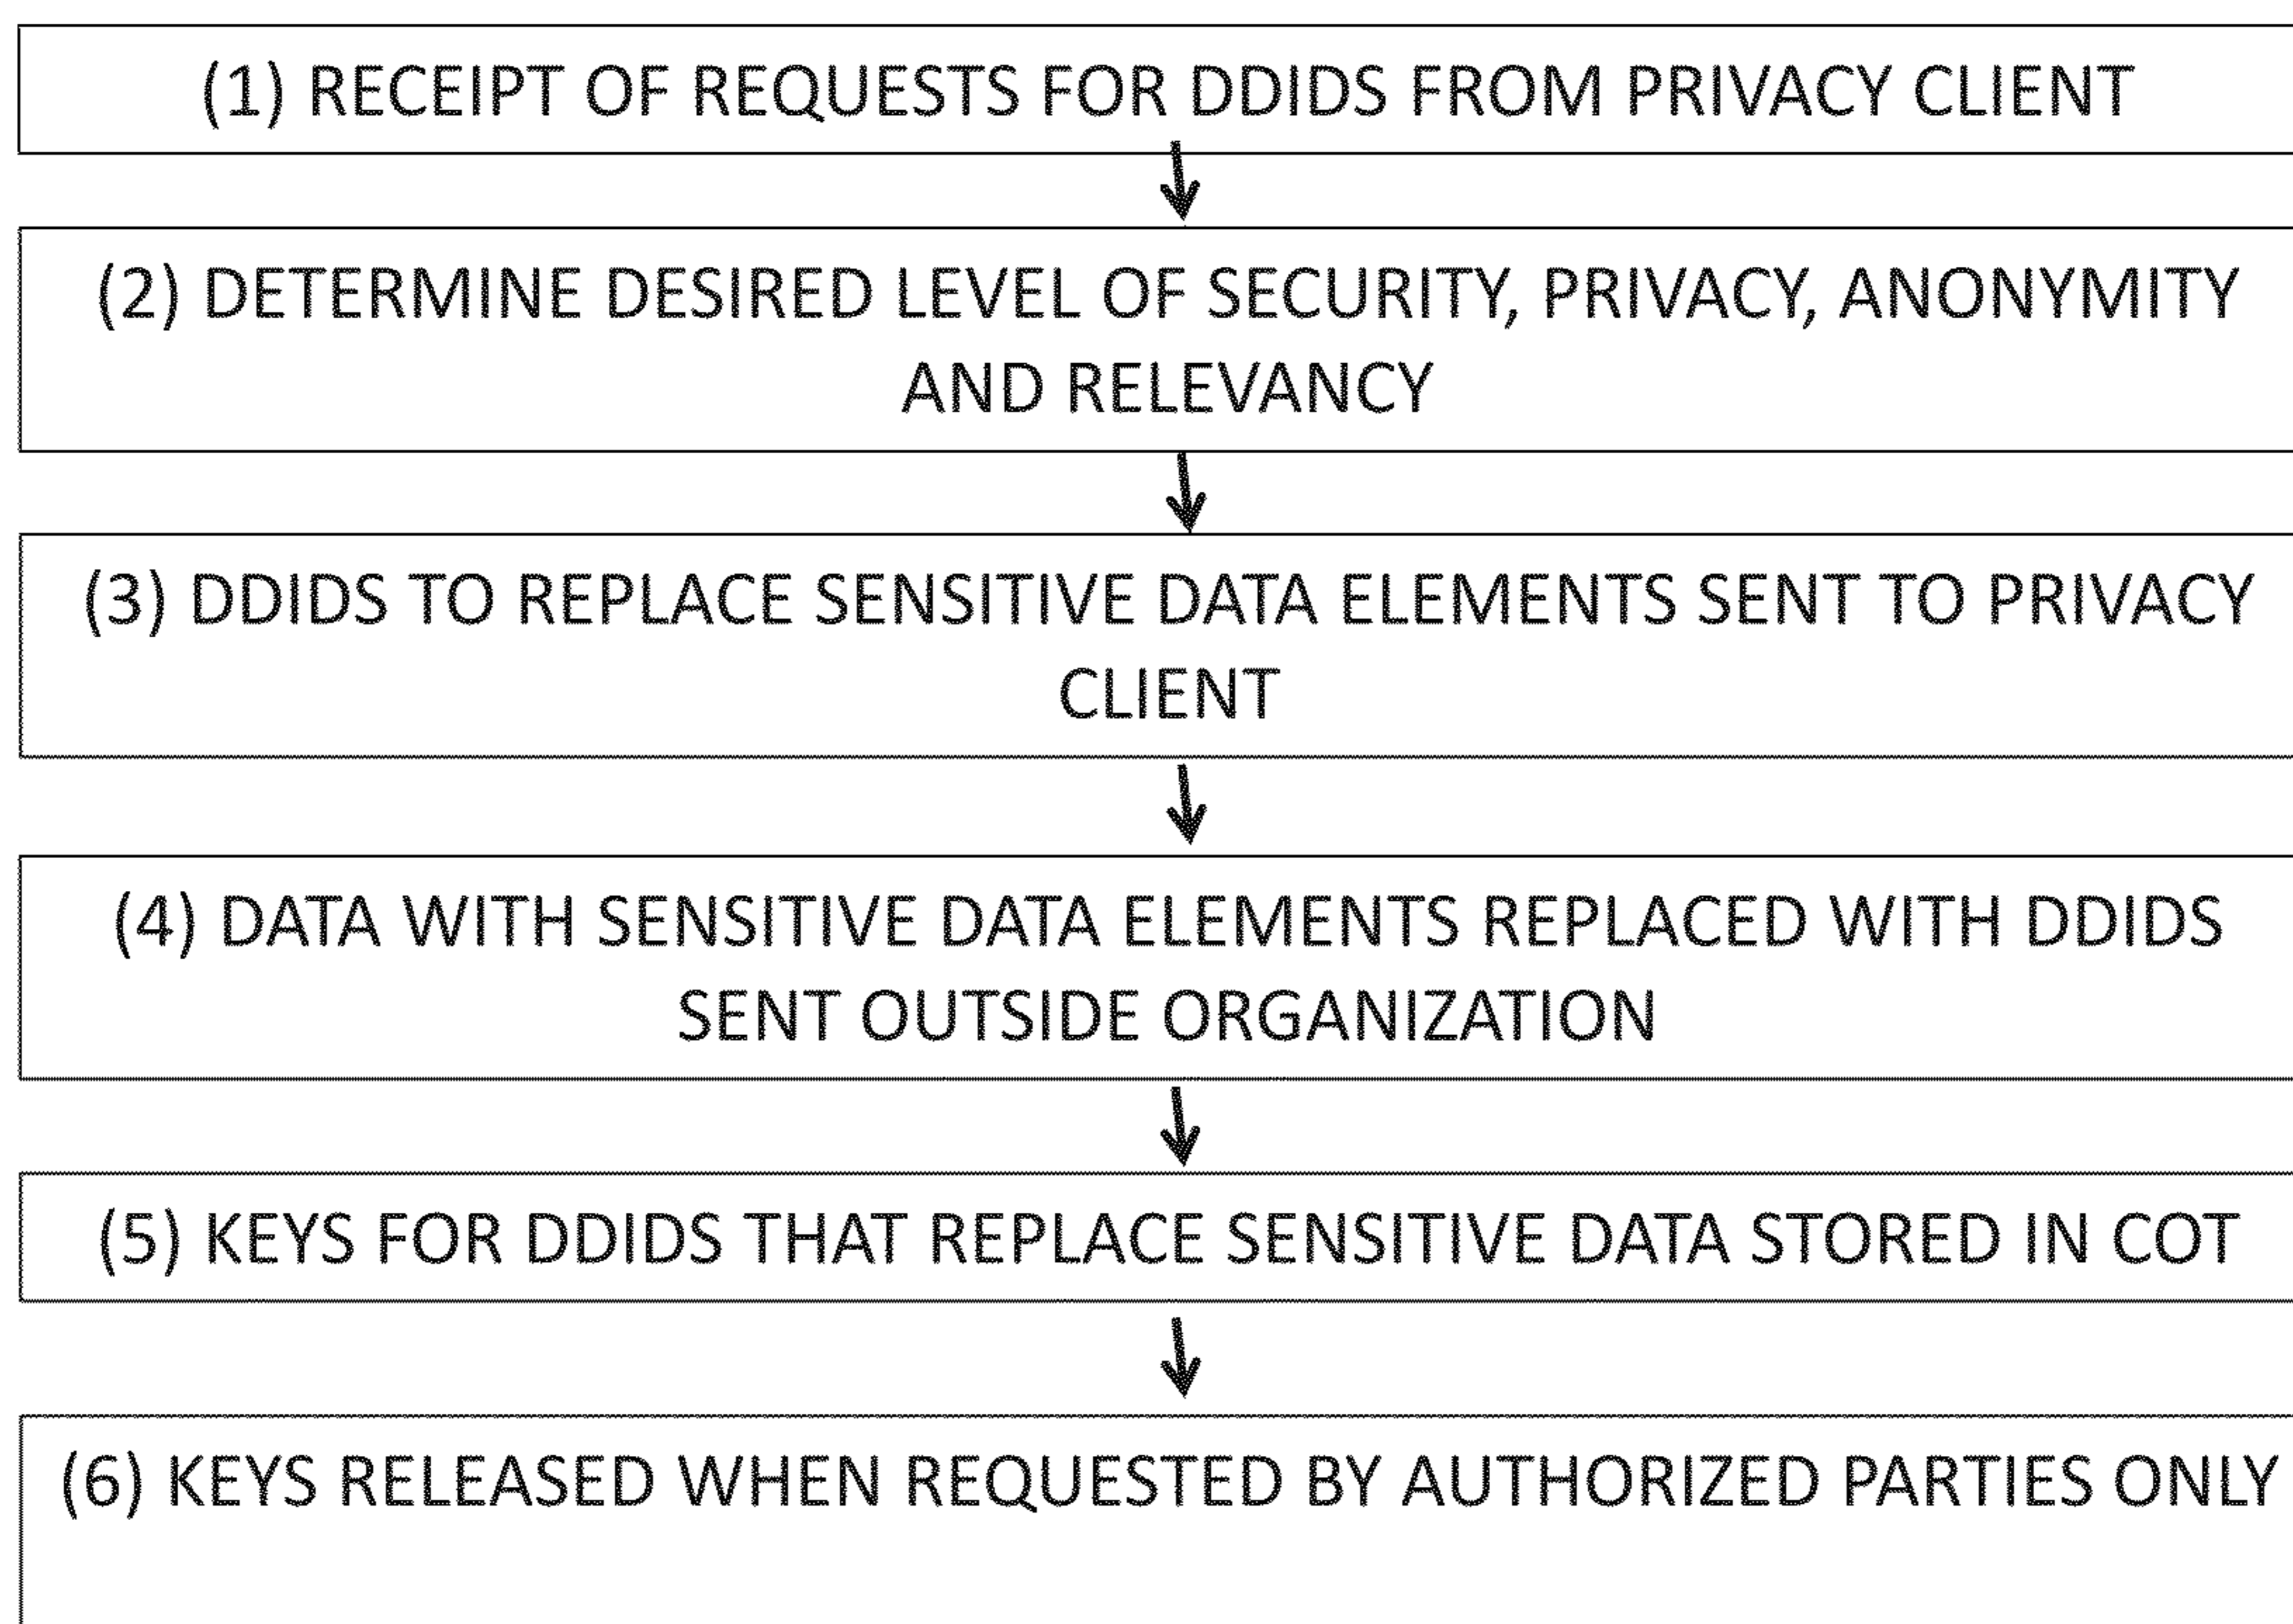 (1) RECEIPT OF REQUESTS FOR DDIDS FROM PRIVACY CLIENT
(2) DETERMINE DESIRED LEVEL OF SECURITY, PRIVACY, ANONYMITY
AND RELEVANCY
(3) DDIDS TO REPLACE SENSITIVE DATA ELEMENTS SENT TO PRIVACY
CLIENT
(4) DATA WITH SENSITIVE DATA ELEMENTS REPLACED WITH DDIDS
SENT OUTSIDE ORGANIZATION
(5) KEYS FOR DDIDS THAT REPLACE SENSITIVE DATA STORED IN COT
(6) KEYS RELEASED WHEN REQUESTED BY AUTHORIZED PARTIES ONLY